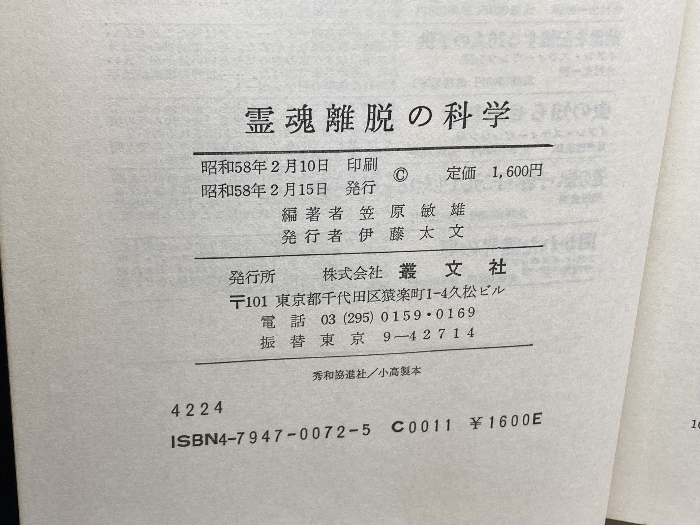 霊魂離脱の科学
昭和58年2月10日 印刷
昭和58年2月15日 発行
© 定価 1,600円
編著者 笠原敏雄
発行者 伊藤太文
発行所 株式会社 叢文社
〒101 東京都千代田区猿楽町1-4久松ビル
電話 03 (295) 0159・0169
振替東京 9—42714
秀和協進社/小高製本
4224
ISBN4-7947-0072-5 C0011 ¥1600E